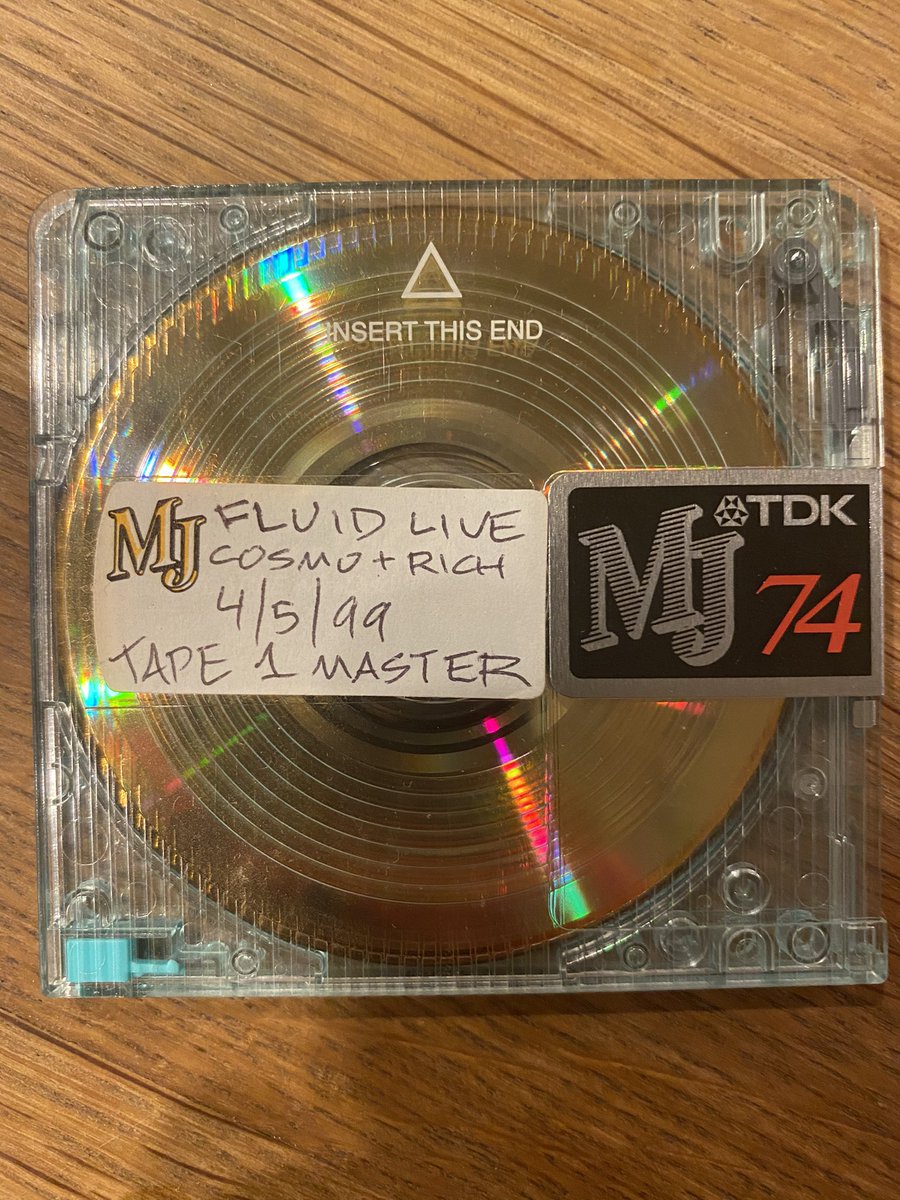 INSERT THIS END
MJ FLUID LIVE
COSMO + RICH
4/5/99
TAPE 1 MASTER
TDK
MJ 74